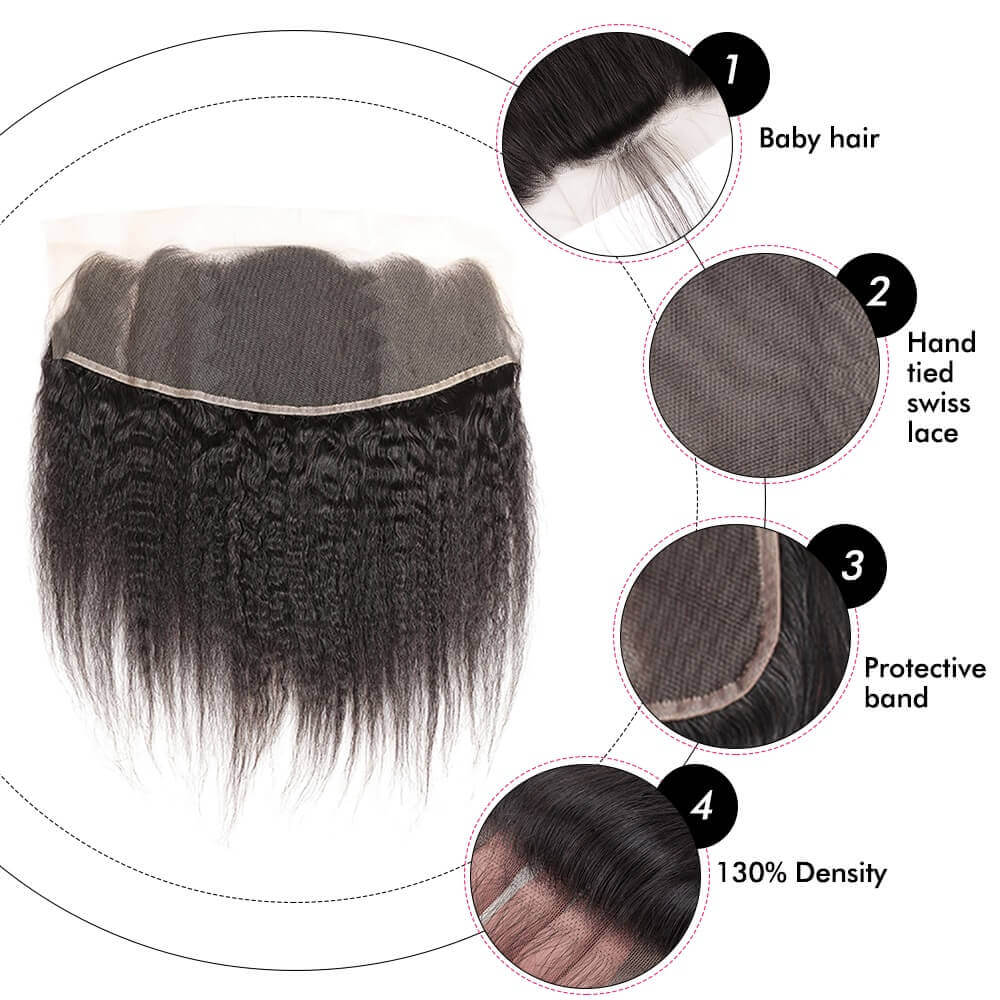 1
Baby hair
2
Hand
tied
swiss
lace
3
Protective
band
4
130% Density